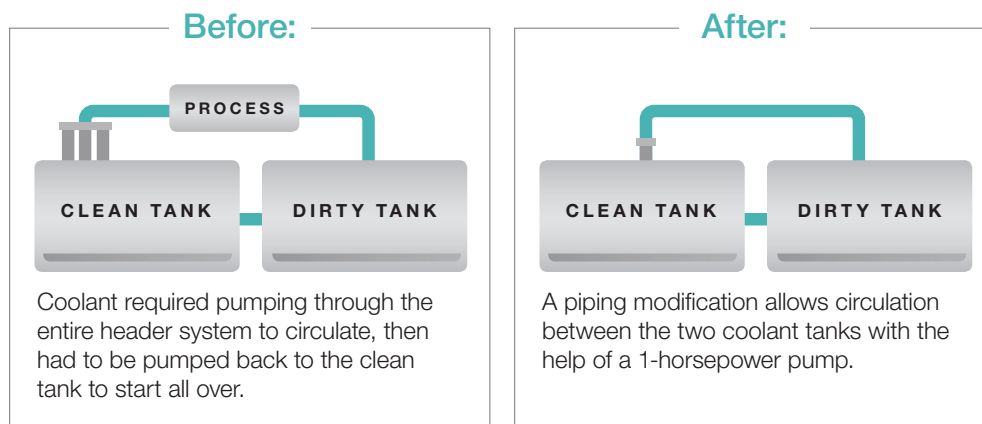 Before:
PROCESS
CLEAN TANK
DIRTY TANK
Coolant required pumping through the
entire header system to circulate, then
had to be pumped back to the clean
tank to start all over.
After:
CLEAN TANK
DIRTY TANK
A piping modification allows circulation
between the two coolant tanks with the
help of a 1-horsepower pump.